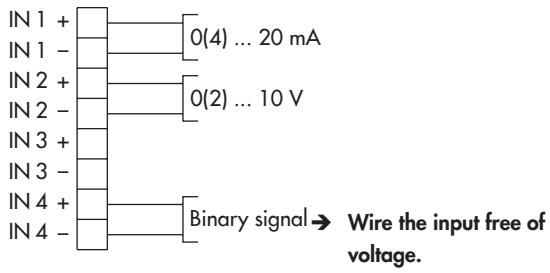 IN 1 +
IN 1 –
0(4) ... 20 mA
IN 2 +
IN 2 –
0(2) ... 10 V
IN 3 +
IN 3 –
IN 4 +
IN 4 –
Binary signal → Wire the input free of
voltage.